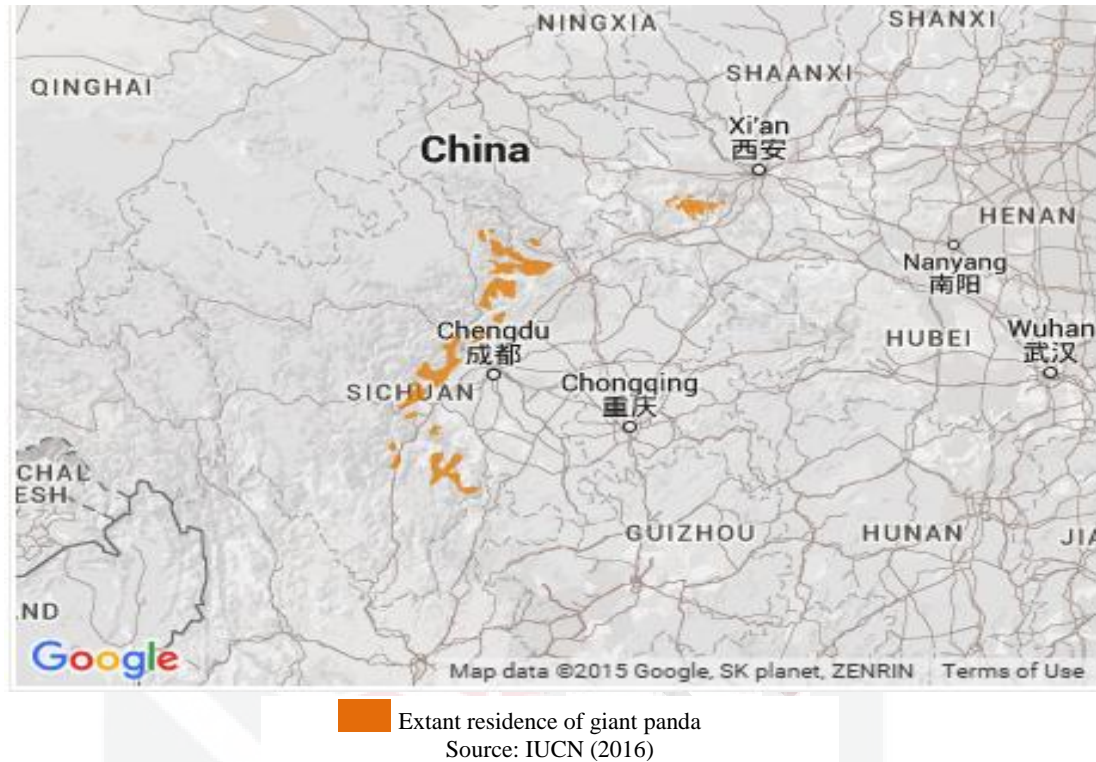 NINGXIA
SHANXI
QINGHAI
SHAANXI
Xi'an
西安
China
HENAN
Nanyang
南阳
Chengdu
成都
HUBEI
Wuhan
武汉
SICHUAN
Chongqing
重庆
CHAL
ESH
GUIZHOU
HUNAN
JIA
.ND
Google
Map data ©2015 Google, SK planet, ZENRIN Terms of Use
Extant residence of giant panda
Source: IUCN (2016)